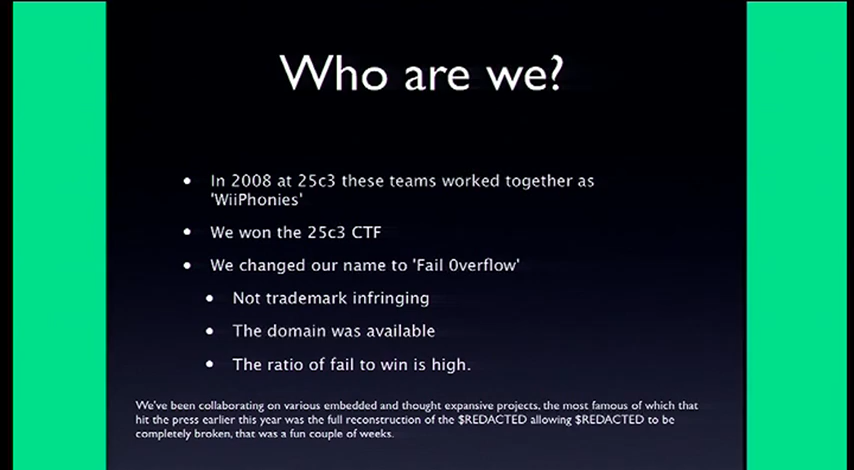 Who are we?
• In 2008 at 25c3 these teams worked together as
'WiiPhonies'
• We won the 25c3 CTF
• We changed our name to 'Fail 0verflow'
• Not trademark infringing
• The domain was available
• The ratio of fail to win is high.
We've been collaborating on various embedded and thought expansive projects, the most famous of which that
hit the press earlier this year was the full reconstruction of the $REDACTED allowing $REDACTED to be
completely broken, that was a fun couple of weeks.